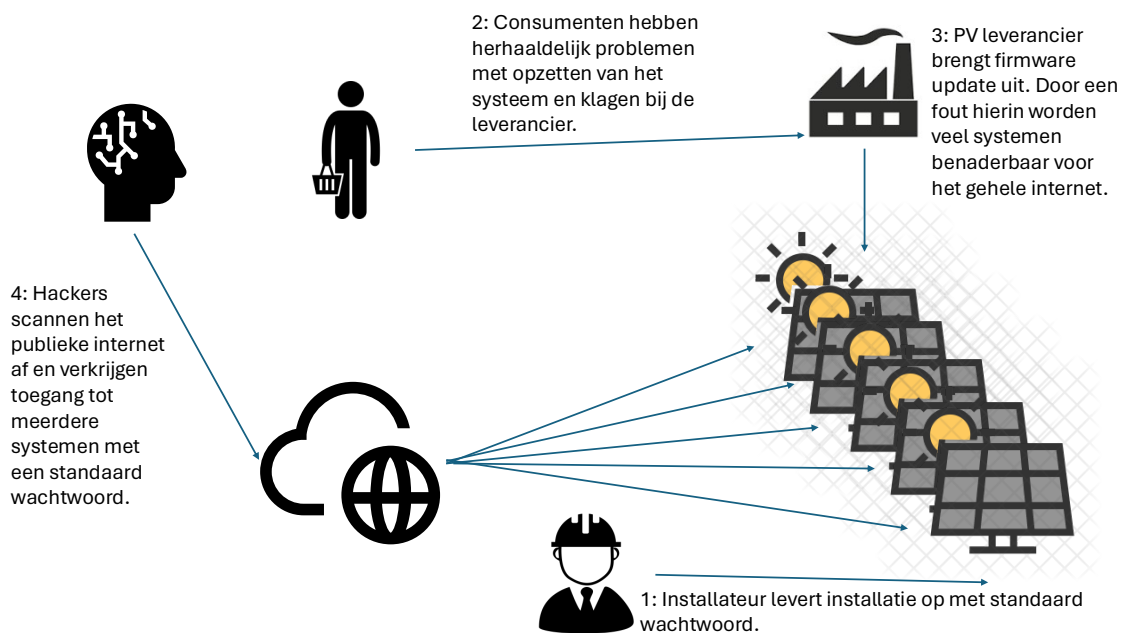 2: Consumenten hebben
herhaaldelijk problemen
met opzetten van het
systeem en klagen bij de
leverancier.
3: PV leverancier
brengt firmware
update uit. Door een
fout hierin worden
veel systemen
benaderbaar voor
het gehele internet.
4: Hackers
scannen het
publieke internet
af en verkrijgen
toegang tot
meerdere
systemen met
een standaard
wachtwoord.
1: Installateur levert installatie op met standaard
wachtwoord.